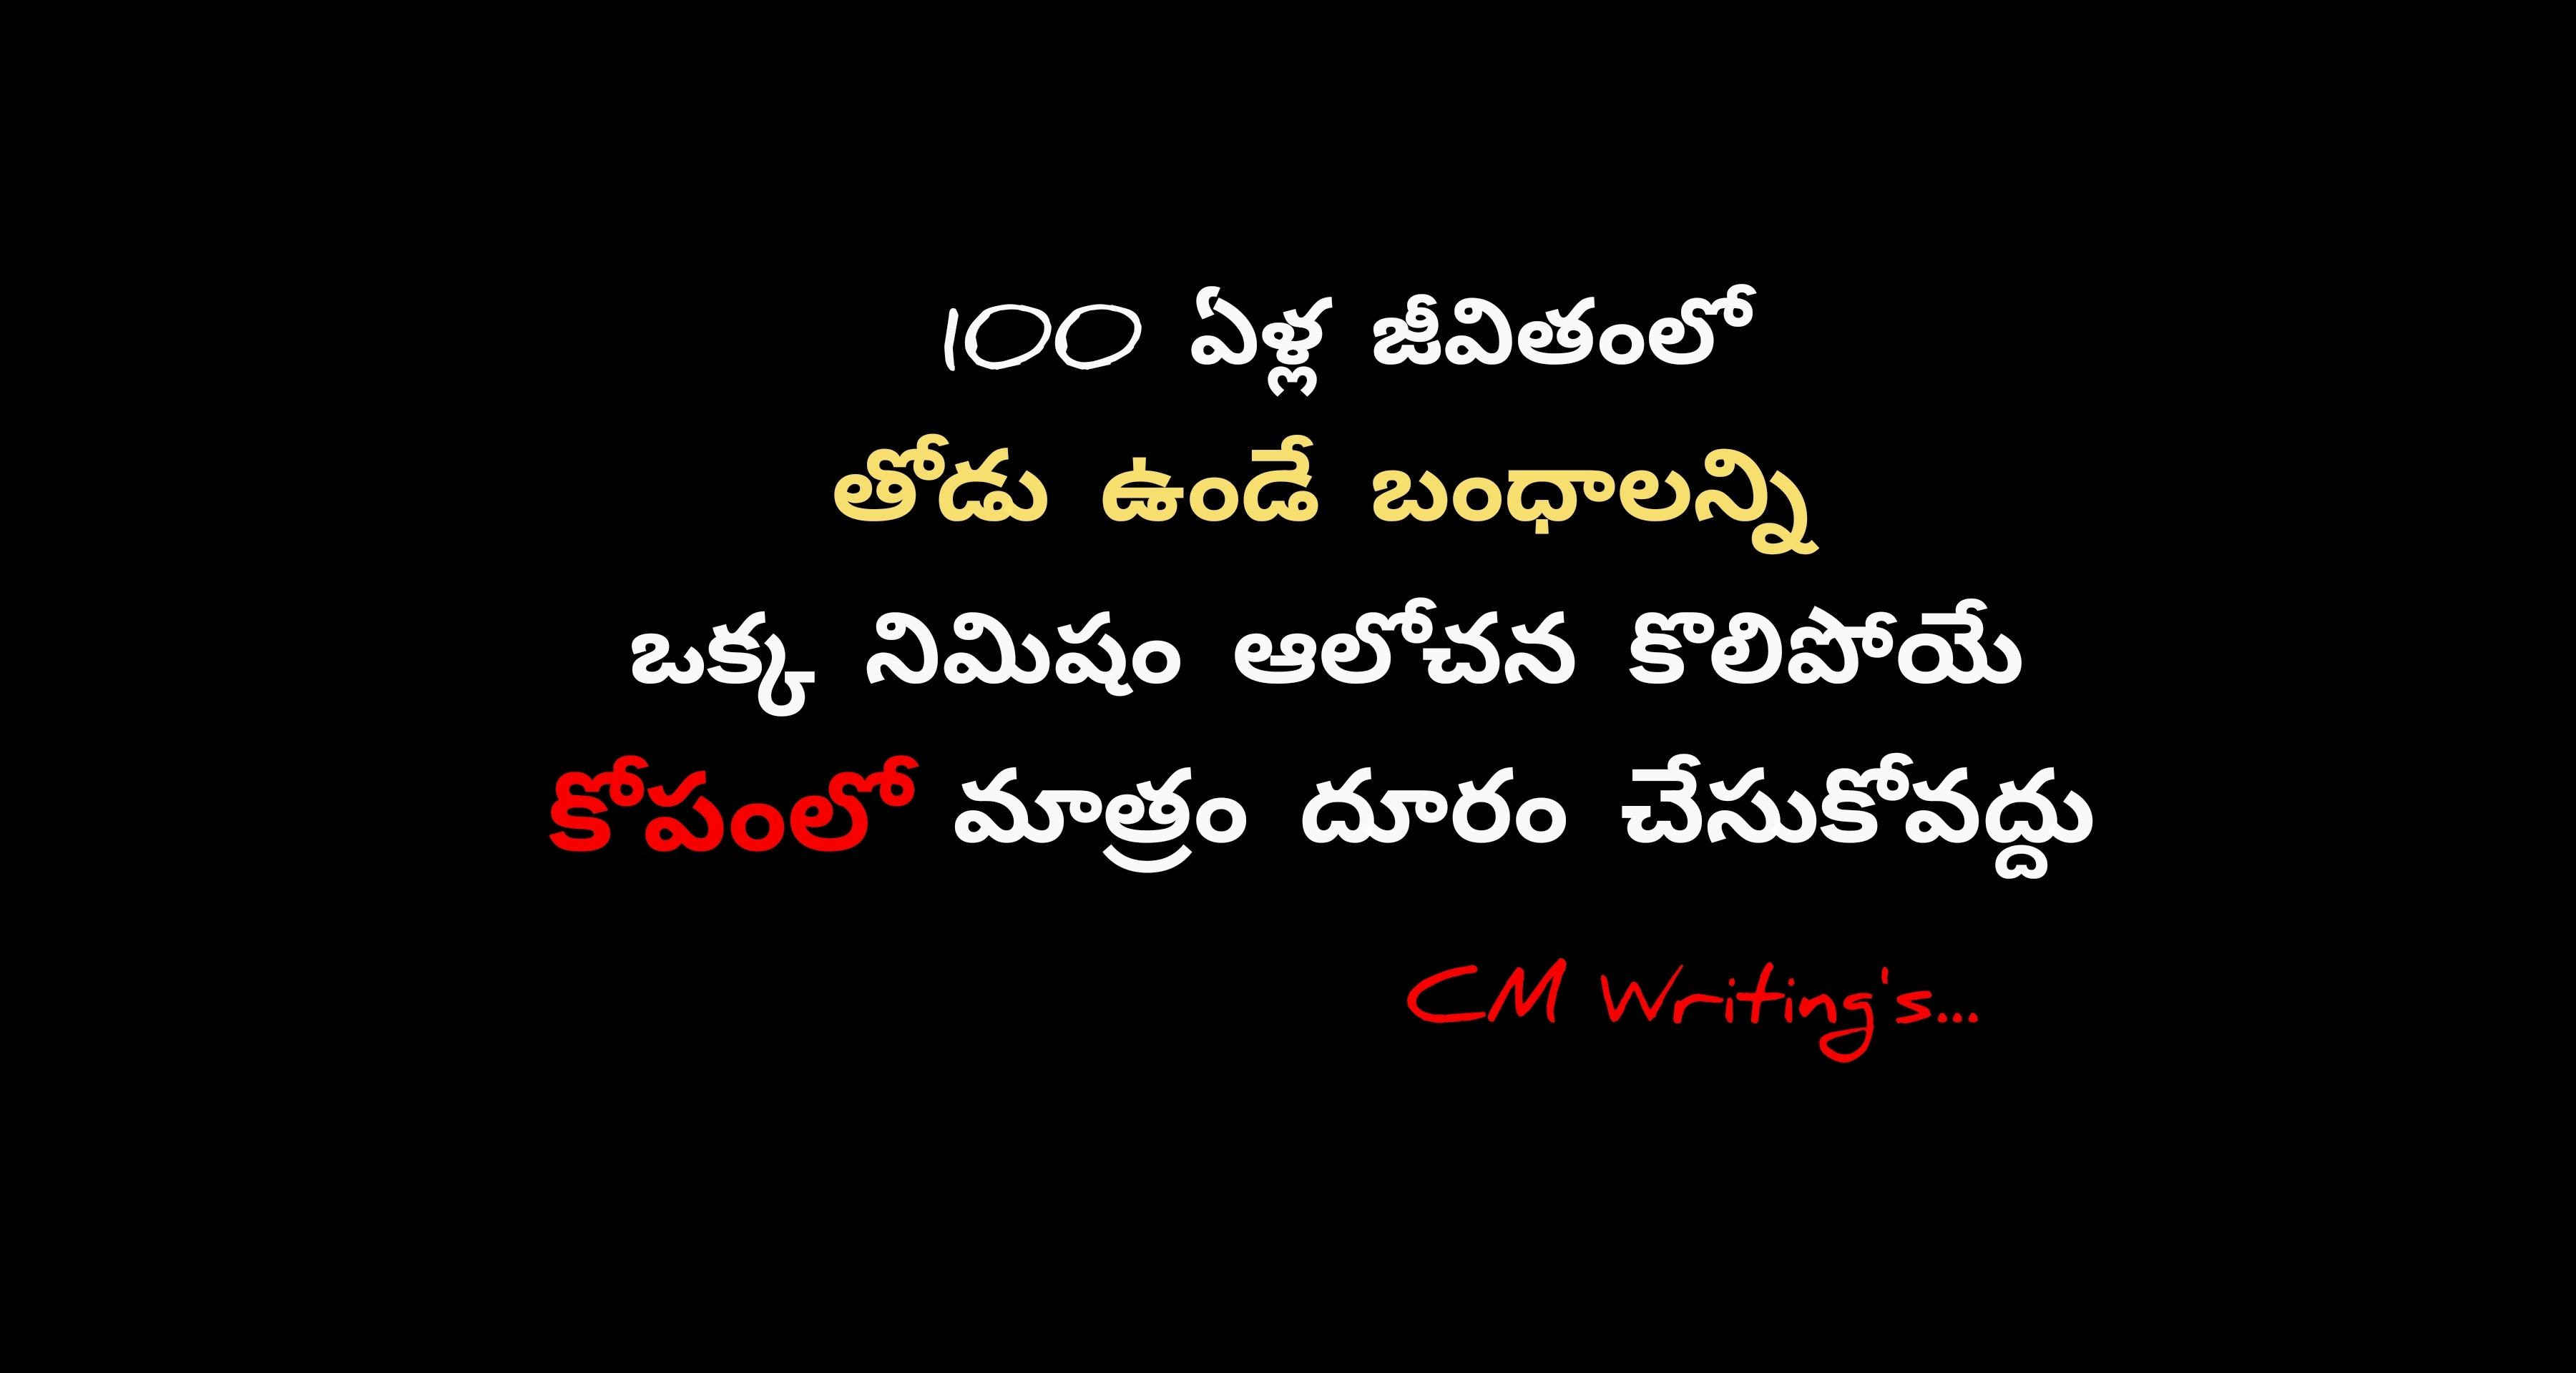 100 ఏళ్ల జీవితంలో
తోడు ఉండే బంధాలన్ని
ఒక్క నిమిషం ఆలోచన కొలిపోయే
కోపంలో మాత్రం దూరం చేసుకోవద్దు
CM Writing's...